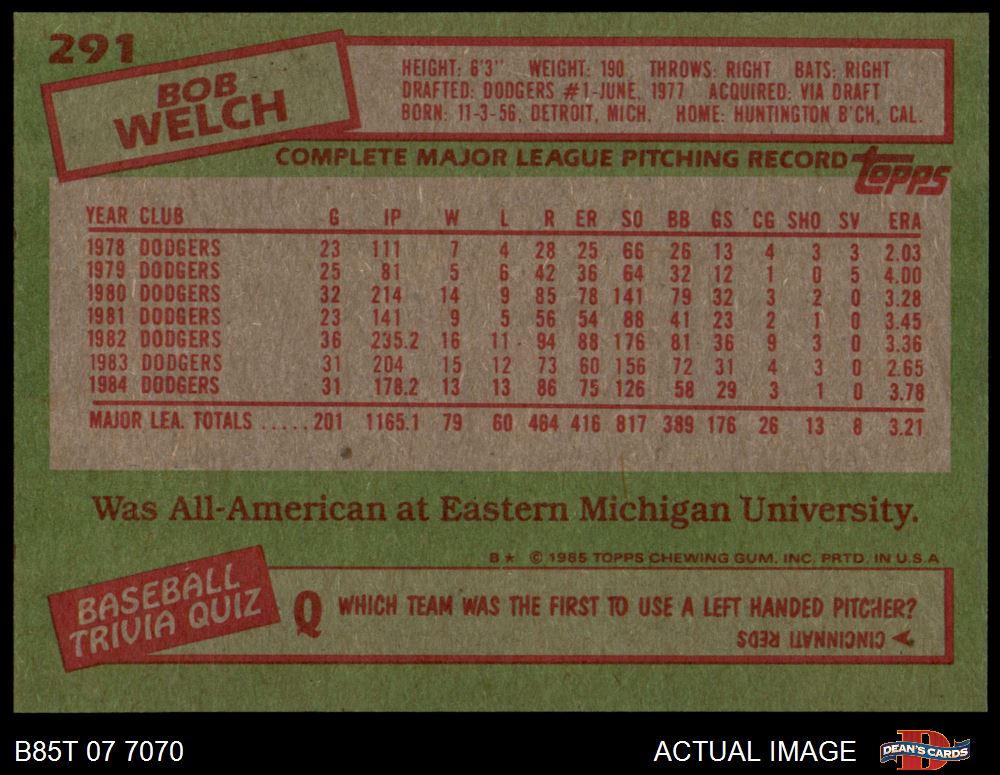 291
BOB
WELCH
HEIGHT: 6'3" WEIGHT: 190 THROWS: RIGHT BATS: RIGHT
DRAFTED: DODGERS #1-JUNE, 1977 ACQUIRED: VIA DRAFT
BORN: 11-3-56, DETROIT, MICH. HOME: HUNTINGTON B'CH, CAL.
COMPLETE MAJOR LEAGUE PITCHING RECORD Topps
YEAR CLUB G IP W L R ER SO BB GS CG SHO SV ERA
1978 DODGERS 23 111 7 4 28 25 66 26 13 4 3 3 2.03
1979 DODGERS 25 81 5 6 42 36 64 32 12 1 0 5 4.00
1980 DODGERS 32 214 14 9 85 78 141 79 32 3 2 0 3.28
1981 DODGERS 23 141 9 5 56 54 88 41 23 2 1 0 3.45
1982 DODGERS 36 235.2 16 11 94 88 176 81 36 9 3 0 3.36
1983 DODGERS 31 204 15 12 73 60 156 72 31 4 3 0 2.65
1984 DODGERS 31 178.2 13 13 86 75 126 58 29 3 1 0 3.78
MAJOR LEA. TOTALS ..... 201 1165.1 79 60 464 416 817 389 176 26 13 8 3.21
Was All-American at Eastern Michigan University.
B★ © 1985 TOPPS CHEWING GUM, INC. PRTD. IN U.S.A
BASEBALL
TRIVIA QUIZ
Q WHICH TEAM WAS THE FIRST TO USE A LEFT HANDED PITCHER?
CINCINNATI REDS
B85T 07 7070
ACTUAL IMAGE
DEAN'S CARDS